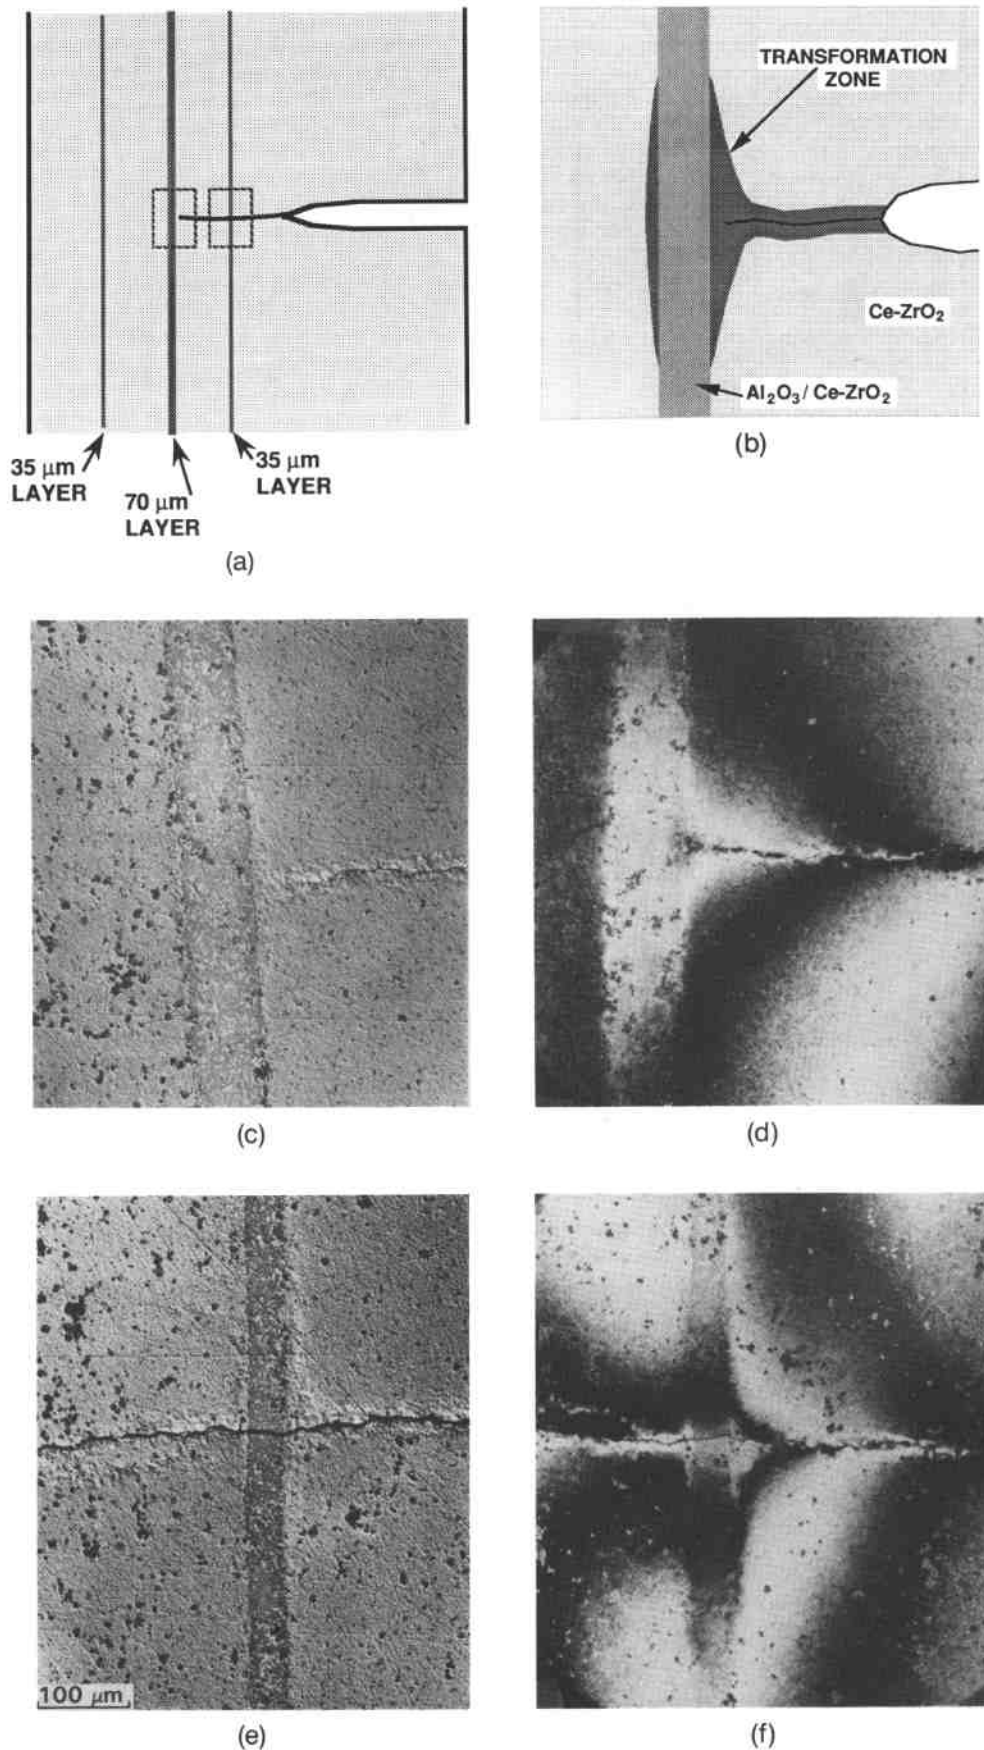 TRANSFORMATION
ZONE
Ce-ZrO₂
Al₂O₃ / Ce-ZrO₂
(b)
35 μm
LAYER
70 μm
LAYER
35 μm
LAYER
(a)
(c)
(d)
100 μm
(e)
(f)